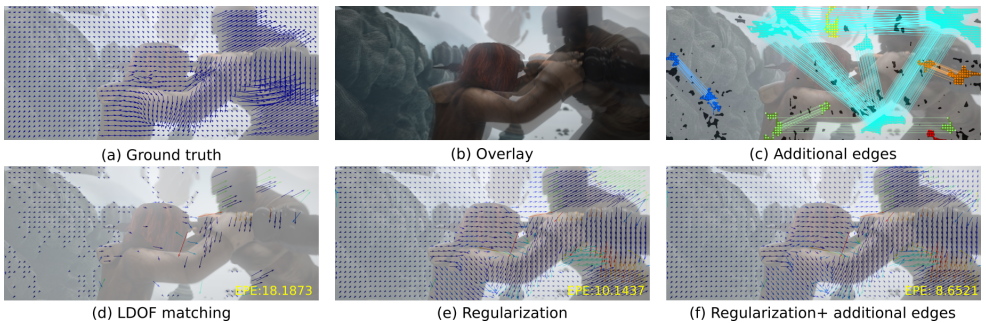 (a) Ground truth
(b) Overlay
(c) Additional edges
EPE:18.1873
EPE:10.1437
EPE: 8.6521
(d) LDOF matching
(e) Regularization
(f) Regularization+ additional edges